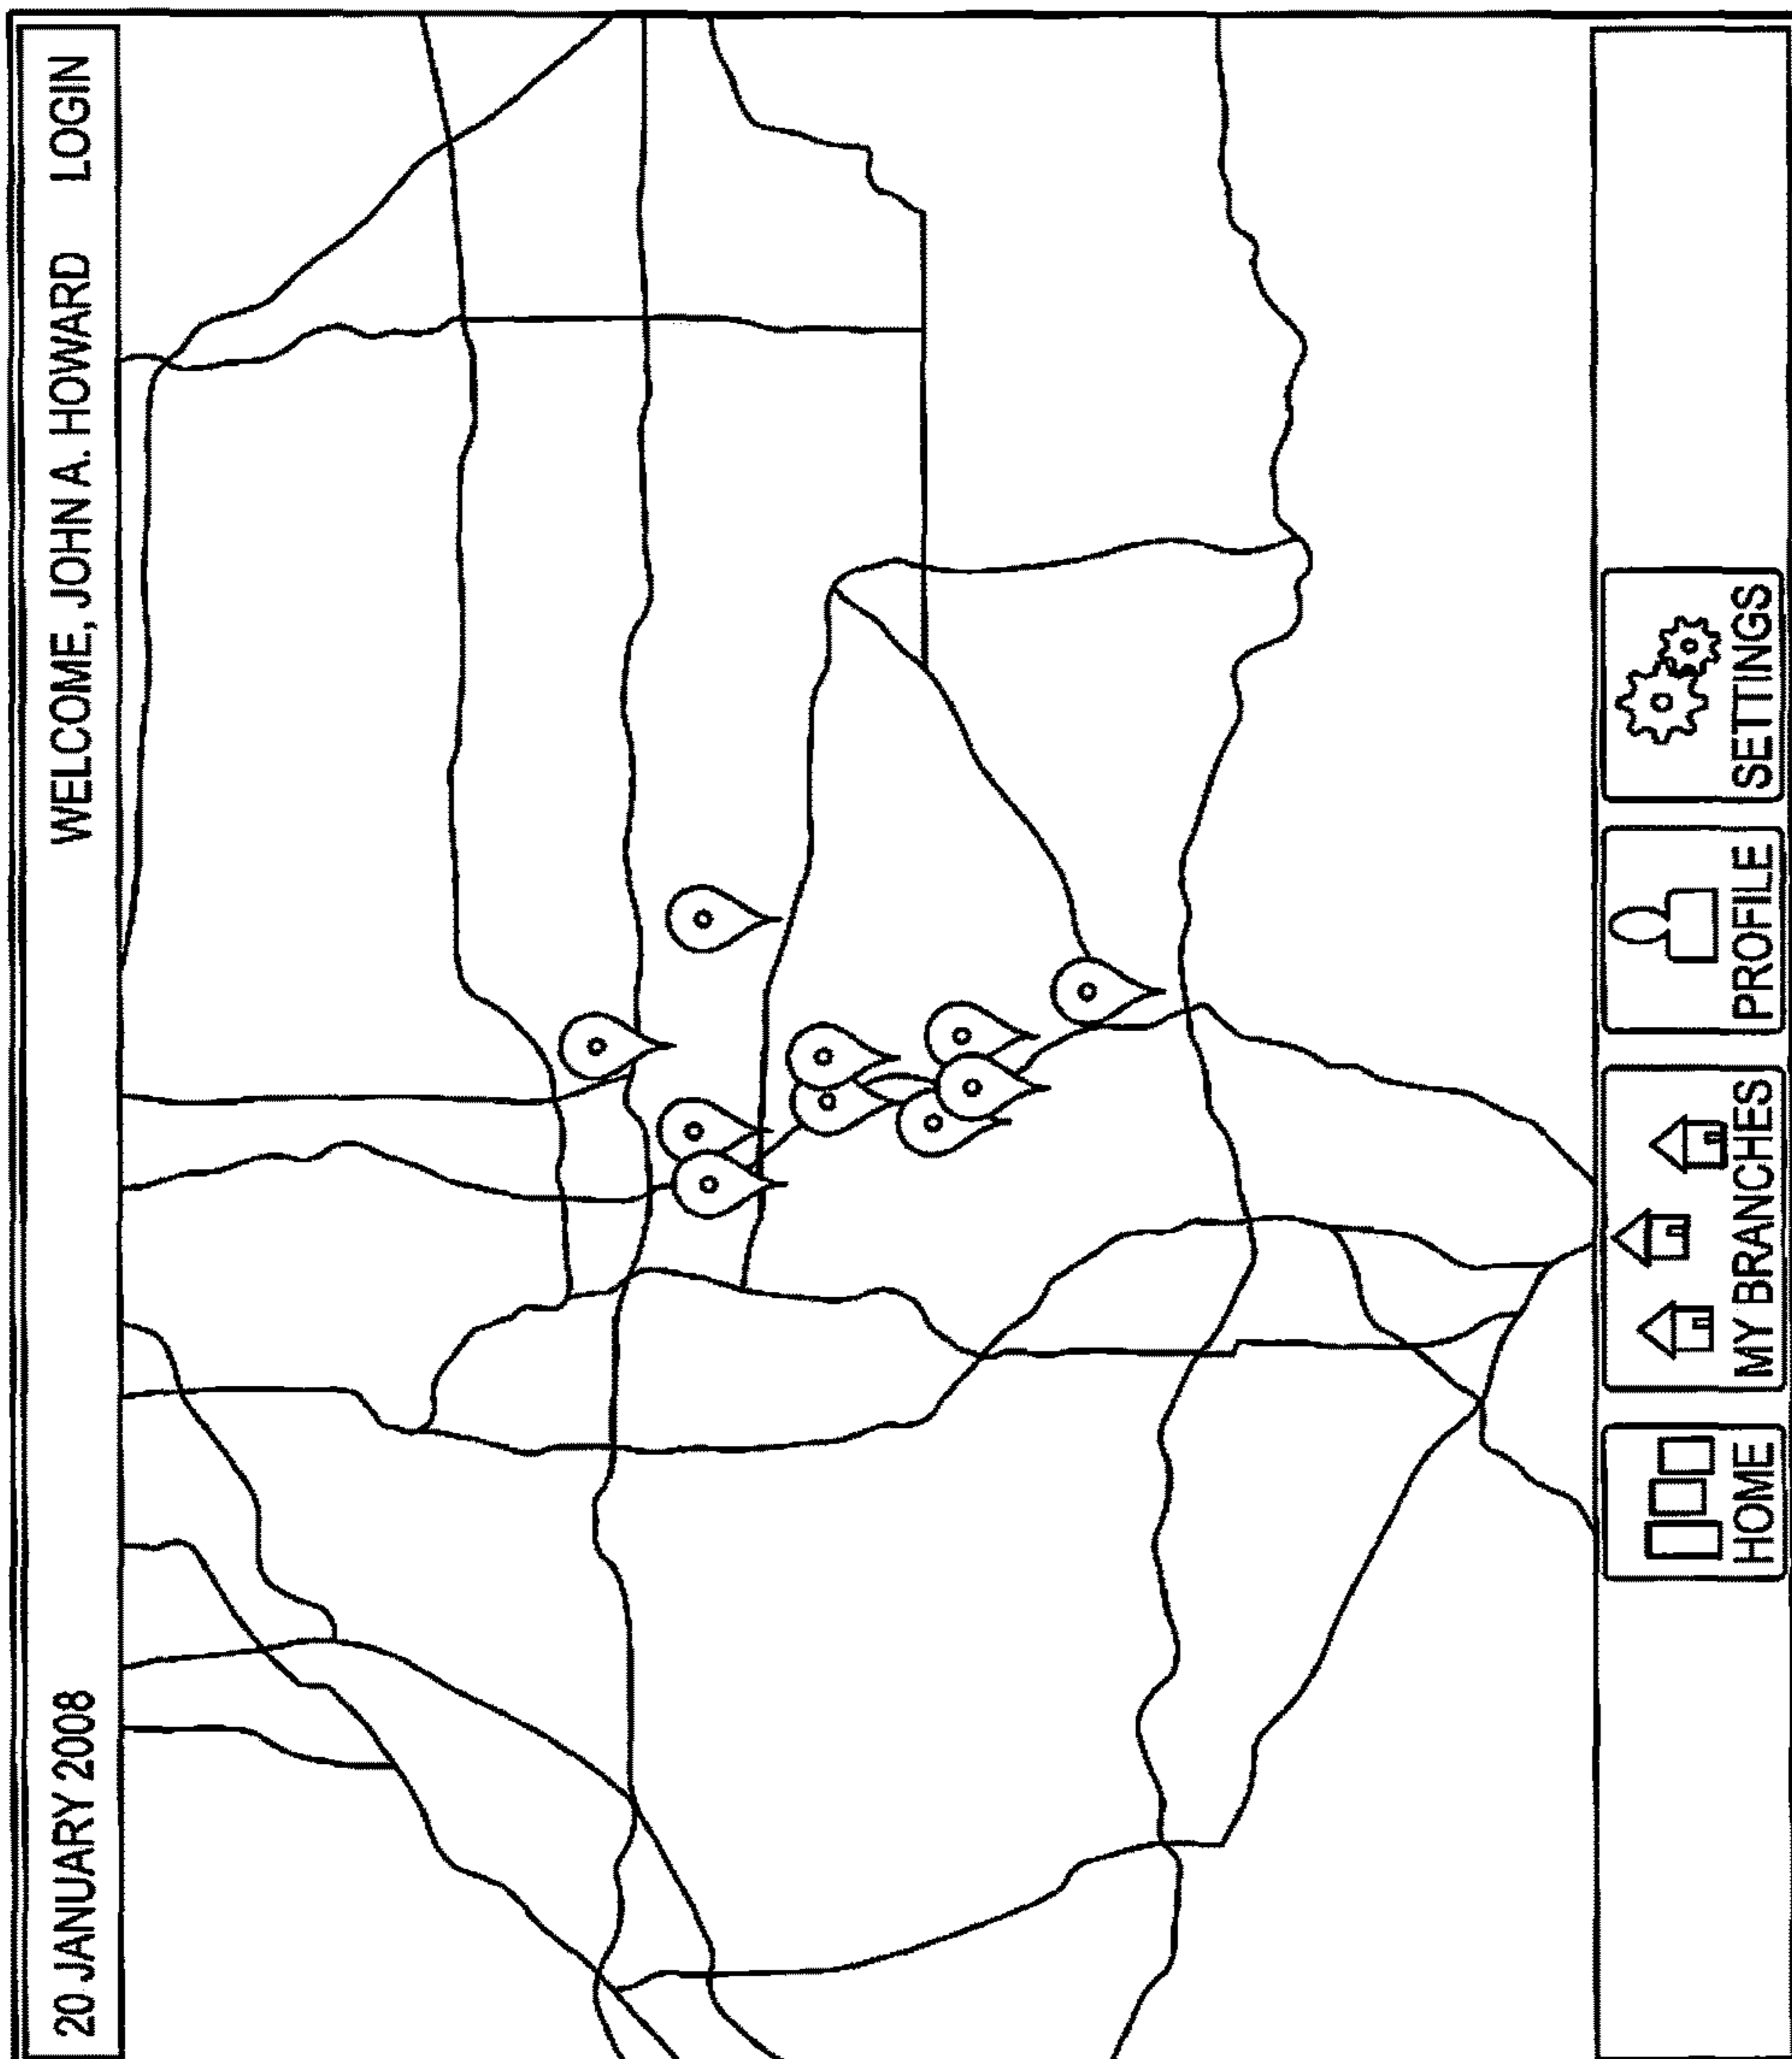 20 JANUARY 2008 WELCOME, JOHN A. HOWARD LOGIN
HOME MY BRANCHES PROFILE SETTINGS